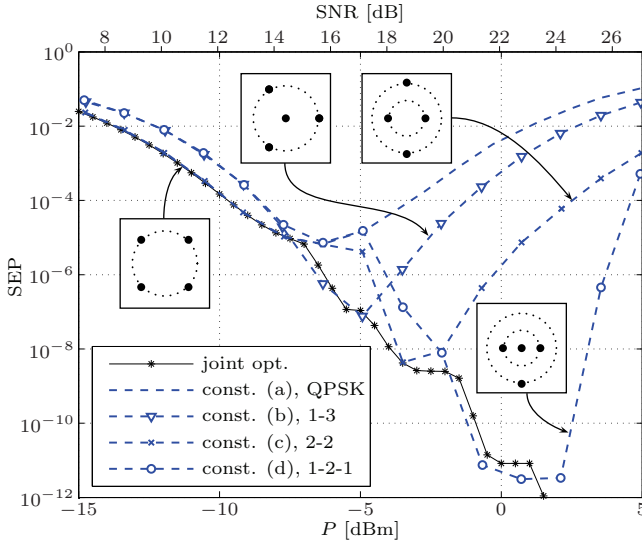 SNR [dB]
8 10 12 14 16 18 20 22 24 26
10^0
10^−2
10^−4
10^−6
10^−8
10^−10
10^−12
SEP
joint opt.
const. (a), QPSK
const. (b), 1-3
const. (c), 2-2
const. (d), 1-2-1
−15 −10 −5 0 5
P [dBm]